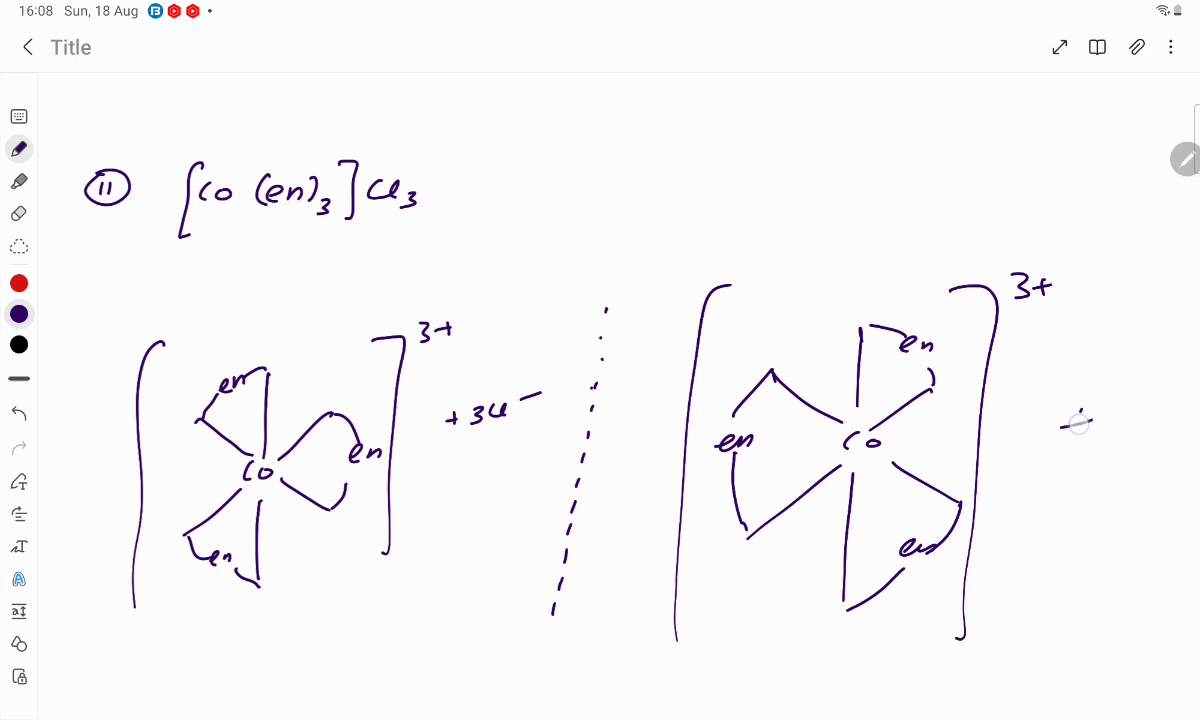 16:08 Sun, 18 Aug
Title
11 [Co (en)3]Cl3
3+
en
en
Co
en
+ 3Cl −
3+
en
en
Co
en
+